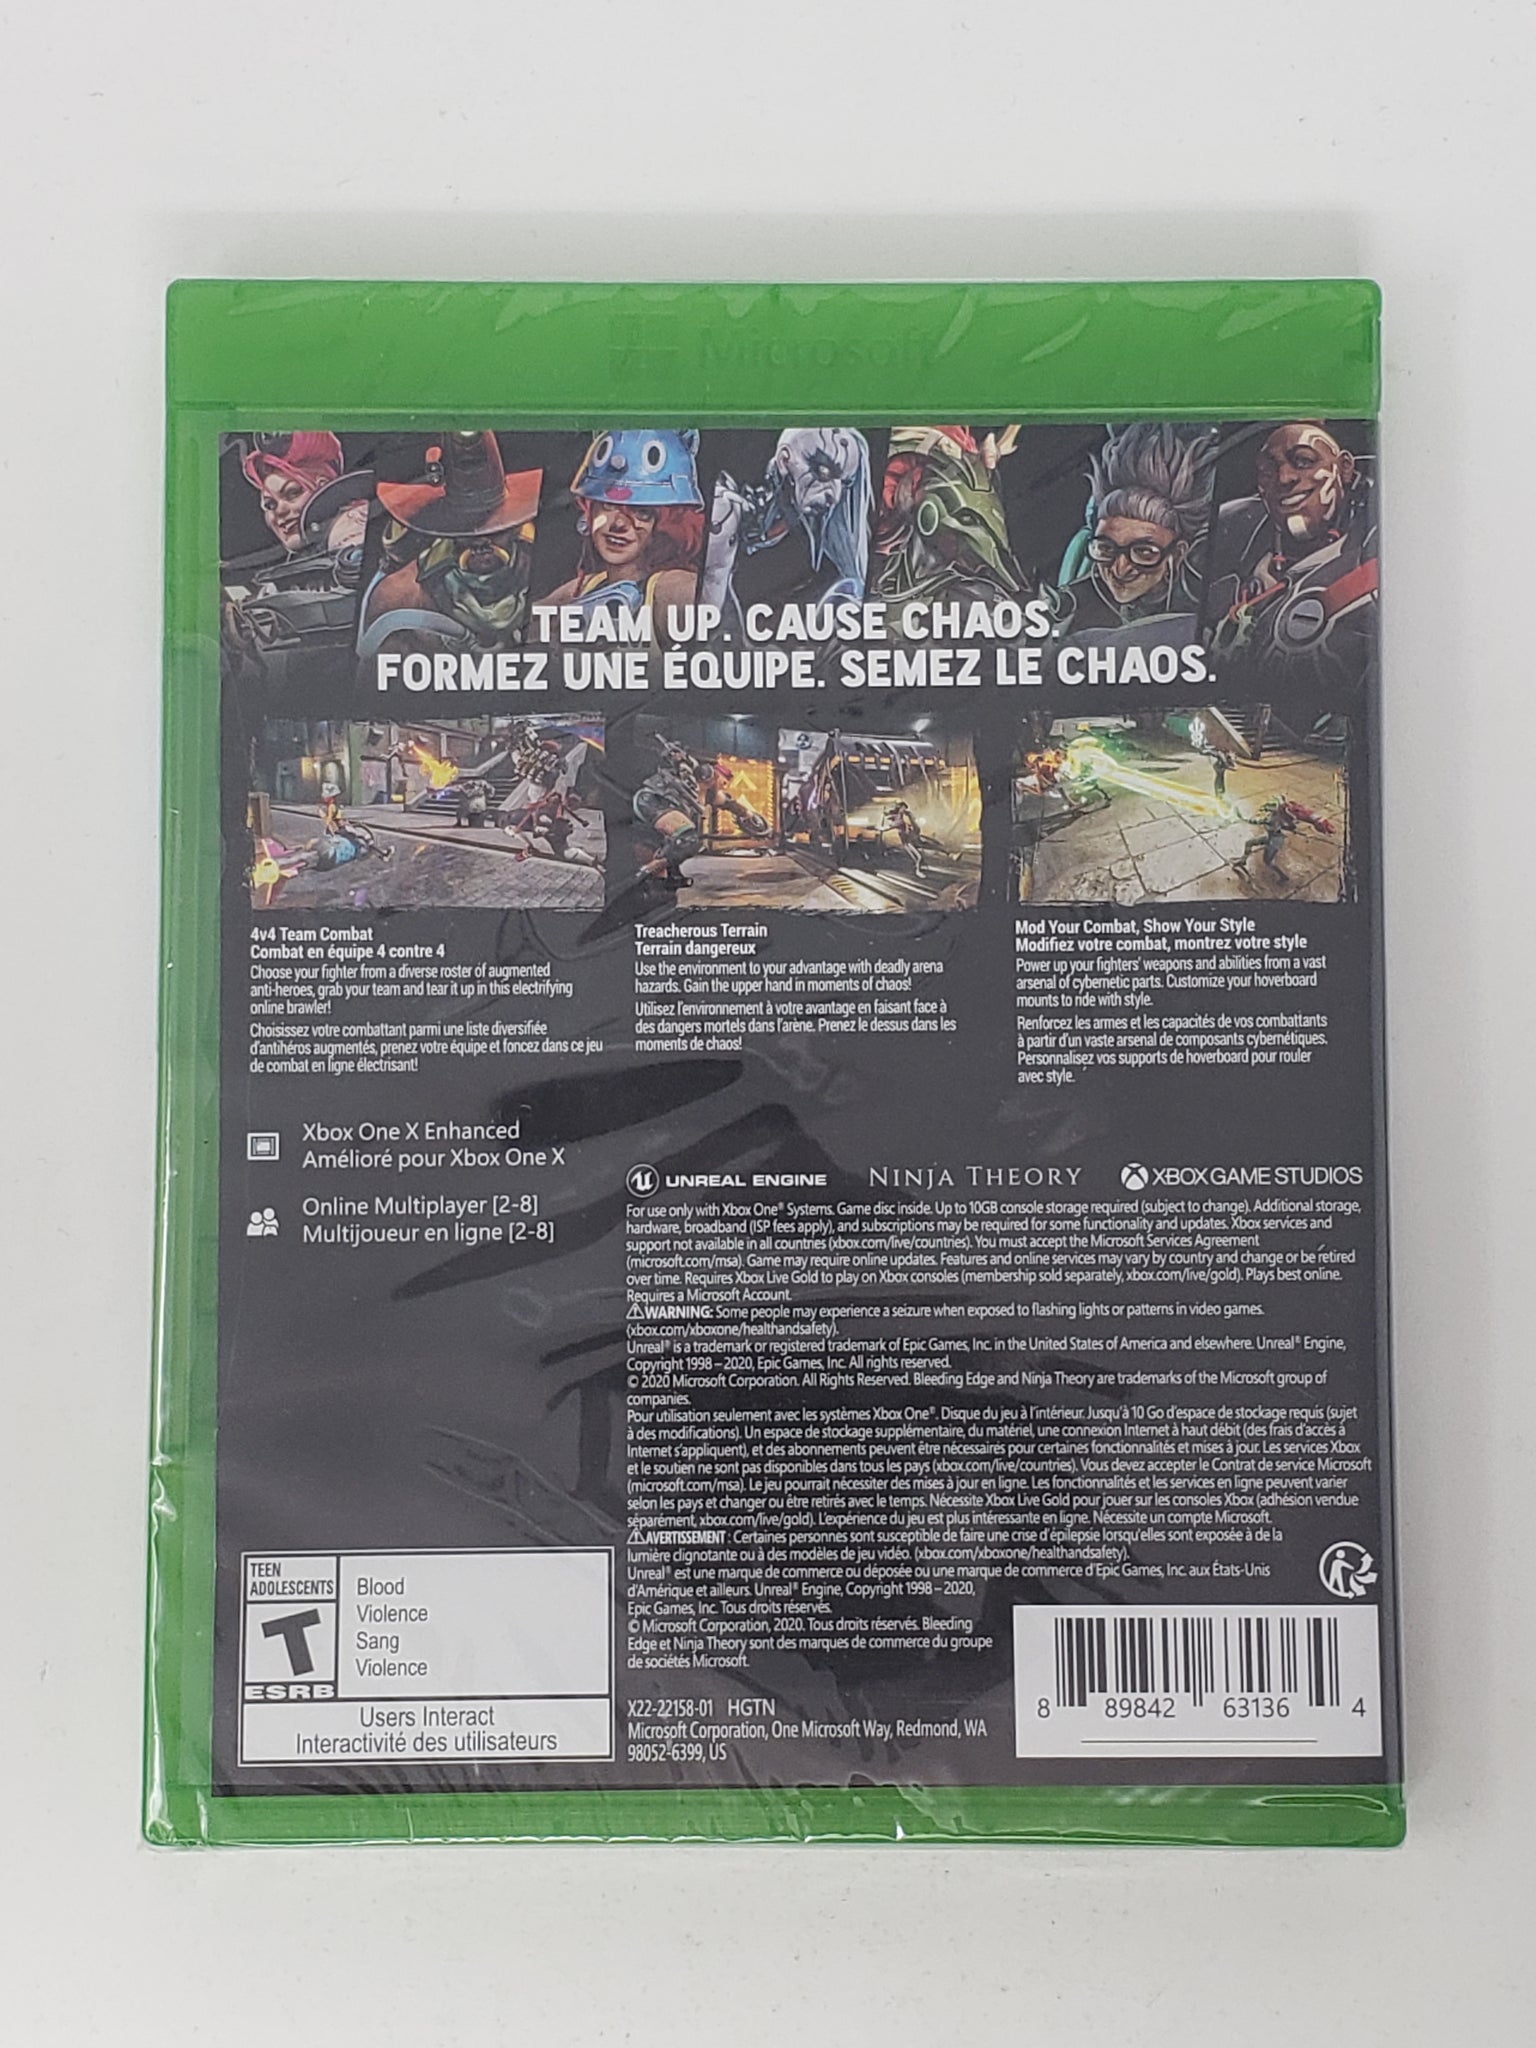 Microsoft
TEAM UP. CAUSE CHAOS.
FORMEZ UNE ÉQUIPE. SEMEZ LE CHAOS.
4v4 Team Combat
Combat en équipe 4 contre 4
Choose your fighter from a diverse roster of augmented
anti-heroes, grab your team and tear it up in this electrifying
online brawler!
Choisissez votre combattant parmi une liste diversifiée
d'antihéros augmentés, prenez votre équipe et foncez dans ce jeu
de combat en ligne électrisant!
Treacherous Terrain
Terrain dangereux
Use the environment to your advantage with deadly arena
hazards. Gain the upper hand in moments of chaos!
Utilisez l'environnement à votre avantage en faisant face à
des dangers mortels dans l'arène. Prenez le dessus dans les
moments de chaos!
Mod Your Combat, Show Your Style
Modifiez votre combat, montrez votre style
Power up your fighters' weapons and abilities from a vast
arsenal of cybernetic parts. Customize your hoverboard
mounts to ride with style.
Renforcez les armes et les capacités de vos combattants
à partir d'un vaste arsenal de composants cybernétiques.
Personnalisez vos supports de hoverboard pour rouler
avec style.
Xbox One X Enhanced
Amélioré pour Xbox One X
Online Multiplayer [2-8]
Multijoueur en ligne [2-8]
UNREAL ENGINE NINJA THEORY XBOX GAME STUDIOS
For use only with Xbox One® Systems. Game disc inside. Up to 10GB console storage required (subject to change). Additional storage,
hardware, broadband (ISP fees apply), and subscriptions may be required for some functionality and updates. Xbox services and
support not available in all countries (xbox.com/live/countries). You must accept the Microsoft Services Agreement
(microsoft.com/msa). Game may require online updates. Features and online services may vary by country and change or be retired
over time. Requires Xbox Live Gold to play on Xbox consoles (membership sold separately, xbox.com/live/gold). Plays best online.
Requires a Microsoft Account.
⚠WARNING: Some people may experience a seizure when exposed to flashing lights or patterns in video games.
(xbox.com/xboxone/healthandsafety).
Unreal® is a trademark or registered trademark of Epic Games, Inc. in the United States of America and elsewhere. Unreal® Engine,
Copyright 1998 – 2020, Epic Games, Inc. All rights reserved.
© 2020 Microsoft Corporation. All Rights Reserved. Bleeding Edge and Ninja Theory are trademarks of the Microsoft group of
companies.
Pour utilisation seulement avec les systèmes Xbox One®. Disque du jeu à l'intérieur. Jusqu'à 10 Go d'espace de stockage requis (sujet
à des modifications). Un espace de stockage supplémentaire, du matériel, une connexion Internet à haut débit (des frais d'accès à
Internet s'appliquent), et des abonnements peuvent être nécessaires pour certaines fonctionnalités et mises à jour. Les services Xbox
et le soutien ne sont pas disponibles dans tous les pays (xbox.com/live/countries). Vous devez accepter le Contrat de service Microsoft
(microsoft.com/msa). Le jeu pourrait nécessiter des mises à jour en ligne. Les fonctionnalités et les services en ligne peuvent varier
selon les pays et changer ou être retirés avec le temps. Nécessite Xbox Live Gold pour jouer sur les consoles Xbox (adhésion vendue
séparément, xbox.com/live/gold). L'expérience du jeu est plus intéressante en ligne. Nécessite un compte Microsoft.
⚠AVERTISSEMENT : Certaines personnes sont susceptible de faire une crise d'épilepsie lorsqu'elles sont exposée à de la
lumière clignotante ou à des modèles de jeu vidéo. (xbox.com/xboxone/healthandsafety).
Unreal® est une marque de commerce ou déposée ou une marque de commerce d'Epic Games, Inc. aux États-Unis
d'Amérique et ailleurs. Unreal® Engine, Copyright 1998 – 2020,
Epic Games, Inc. Tous droits réservés.
© Microsoft Corporation, 2020. Tous droits réservés. Bleeding
Edge et Ninja Theory sont des marques de commerce du groupe
de sociétés Microsoft.
X22-22158-01 HGTN
Microsoft Corporation, One Microsoft Way, Redmond, WA
98052-6399, US
TEEN
ADOLESCENTS
T
ESRB
Blood
Violence
Sang
Violence
Users Interact
Interactivité des utilisateurs
8 89842 63136 4